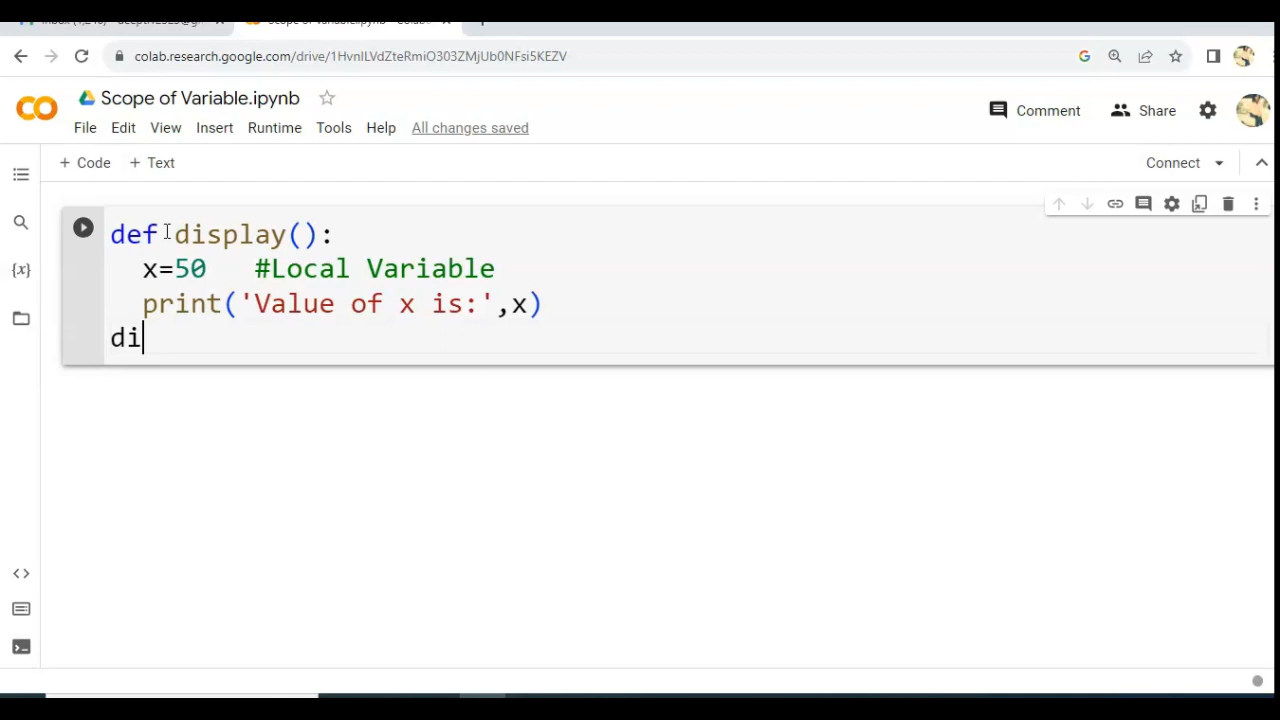 colab.research.google.com/drive/1HvnlLVdZteRmiO303ZMjUb0NFsi5KEZV
Scope of Variable.ipynb
Comment
Share
File Edit View Insert Runtime Tools Help All changes saved
+ Code + Text
Connect
{x}
def display():
x=50 #Local Variable
print('Value of x is:',x)
di